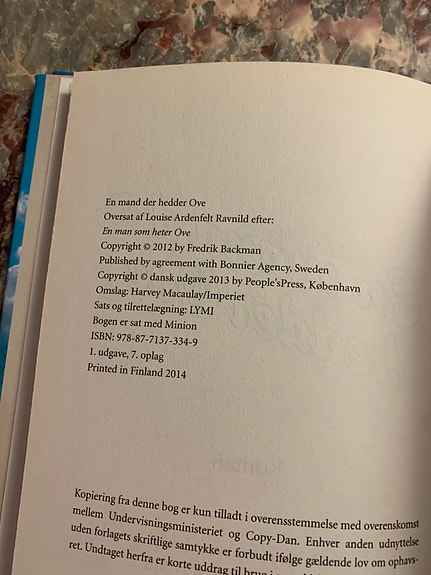 En mand der hedder Ove
Oversat af Louise Ardenfelt Ravnild efter:
En man som heter Ove
Copyright © 2012 by Fredrik Backman
Published by agreement with Bonnier Agency, Sweden
Copyright © dansk udgave 2013 by People'sPress, København
Omslag: Harvey Macaulay/Imperiet
Sats og tilrettelægning: LYMI
Bogen er sat med Minion
ISBN: 978-87-7137-334-9
1. udgave, 7. oplag
Printed in Finland 2014
Kopiering fra denne bog er kun tilladt i overensstemmelse med overenskomst
mellem Undervisningsministeriet og Copy-Dan. Enhver anden udnyttelse
uden forlagets skriftlige samtykke er forbudt ifølge gældende lov om ophavs-
ret. Undtaget herfra er korte uddrag til brug i